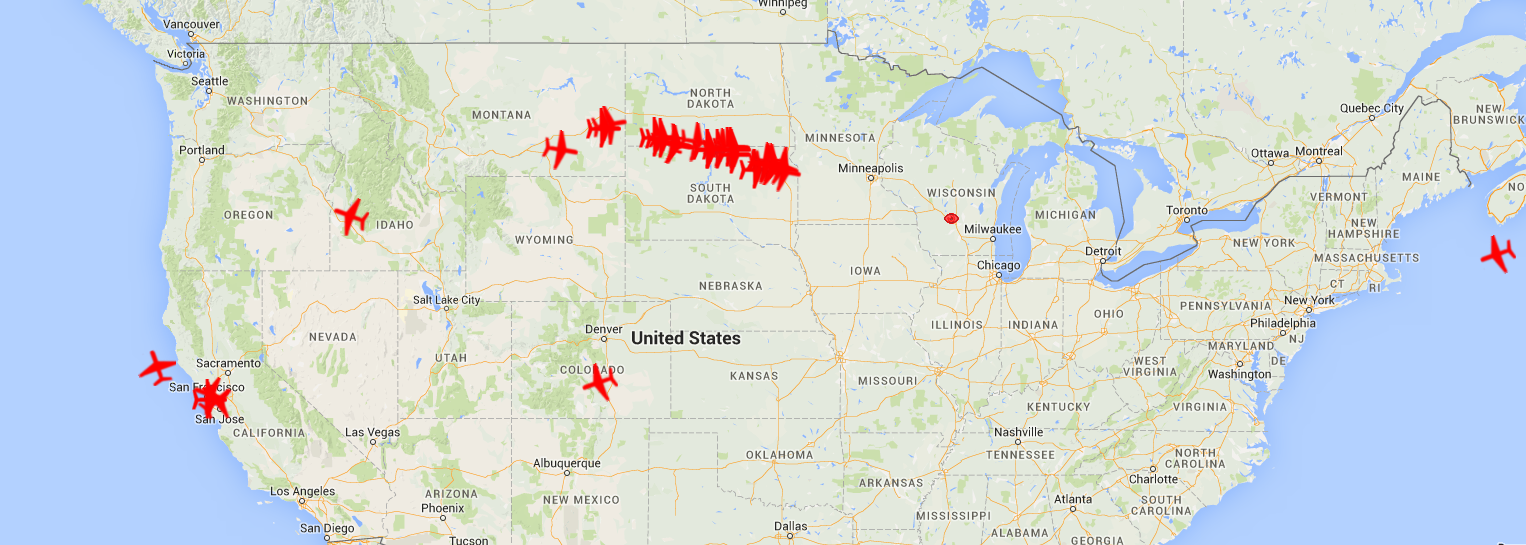 Winnipeg
Vancouver
Victoria
Seattle
WASHINGTON
MONTANA
NORTH
DAKOTA
MINNESOTA
Quebec City
NEW
BRUNSWICK
Portland
Minneapolis
Ottawa
Montreal
MAINE
NO
SOUTH
DAKOTA
WISCONSIN
VERMONT
OREGON
IDAHO
MICHIGAN
Toronto
NEW
HAMPSHIRE
WYOMING
Milwaukee
NEW YORK
Detroit
MASSACHUSETTS
Chicago
IOWA
CT
RI
NEBRASKA
Salt Lake City
PENNSYLVANIA
New York
OHIO
Denver
United States
ILLINOIS
INDIANA
Philadelphia
NJ
NEVADA
UTAH
MARYLAND
DE
Sacramento
COLORADO
KANSAS
MISSOURI
WEST
VIRGINIA
Washington
San Francisco
KENTUCKY
VIRGINIA
San Jose
CALIFORNIA
Las Vegas
Nashville
TENNESSEE
OKLAHOMA
NORTH
CAROLINA
Albuquerque
Charlotte
ARKANSAS
Los Angeles
ARIZONA
NEW MEXICO
Atlanta
SOUTH
CAROLINA
Phoenix
MISSISSIPPI
San Diego
Dallas
ALABAMA
Tucson
GEORGIA